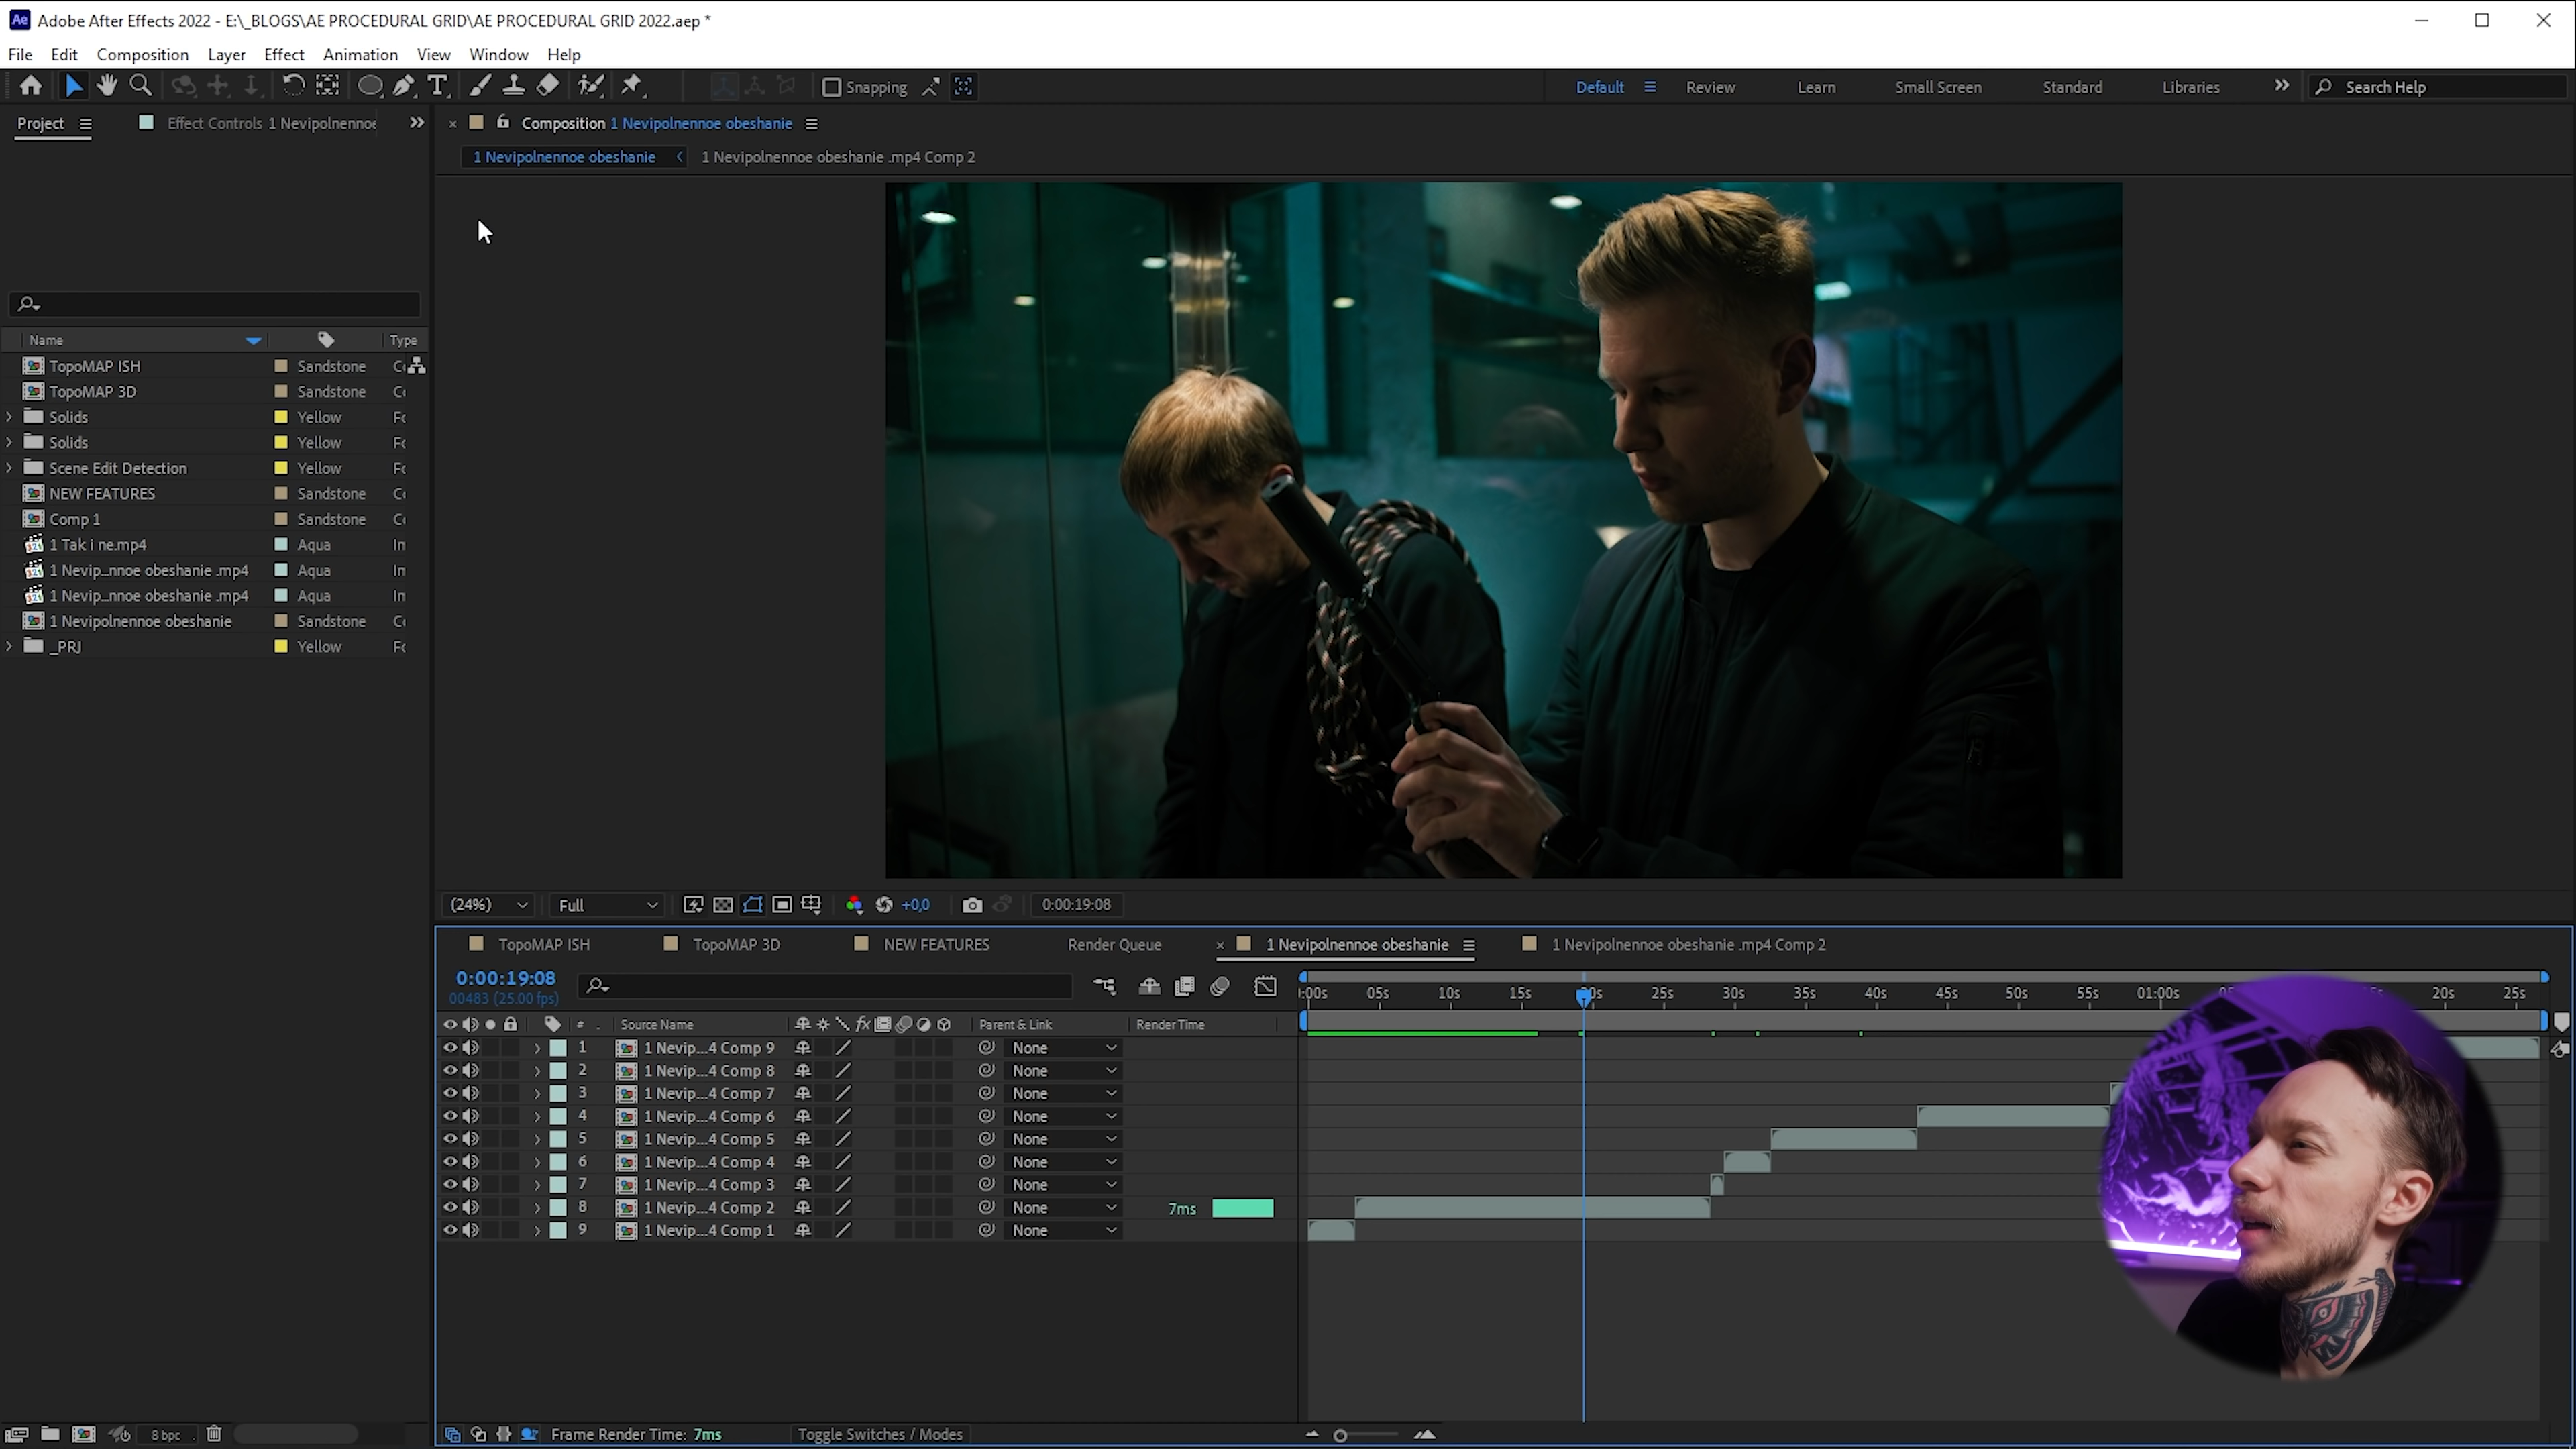 Ae Adobe After Effects 2022 - E:\_BLOGS\AE PROCEDURAL GRID\AE PROCEDURAL GRID 2022.aep *
File Edit Composition Layer Effect Animation View Window Help
Snapping Default Review Learn Small Screen Standard Libraries Search Help
Project Effect Controls 1 Nevipolnennoe Composition 1 Nevipolnennoe obeshanie
1 Nevipolnennoe obeshanie 1 Nevipolnennoe obeshanie .mp4 Comp 2
Name Type
TopoMAP ISH Sandstone
TopoMAP 3D Sandstone
Solids Yellow
Solids Yellow
Scene Edit Detection Yellow
NEW FEATURES Sandstone
Comp 1 Sandstone
1 Tak i ne.mp4 Aqua
1 Nevip...nnoe obeshanie .mp4 Aqua
1 Nevip...nnoe obeshanie .mp4 Aqua
1 Nevipolnennoe obeshanie Sandstone
_PRJ Yellow
(24%) Full +0,0 0:00:19:08
TopoMAP ISH TopoMAP 3D NEW FEATURES Render Queue 1 Nevipolnennoe obeshanie 1 Nevipolnennoe obeshanie .mp4 Comp 2
0:00:19:08
00483 (25.00 fps)
:00s 05s 10s 15s 25s 30s 35s 40s 45s 50s 55s 01:00s 20s 25s
# Source Name fx Parent & Link Render Time
1 1 Nevip...4 Comp 9 None
2 1 Nevip...4 Comp 8 None
3 1 Nevip...4 Comp 7 None
4 1 Nevip...4 Comp 6 None
5 1 Nevip...4 Comp 5 None
6 1 Nevip...4 Comp 4 None
7 1 Nevip...4 Comp 3 None
8 1 Nevip...4 Comp 2 None 7ms
9 1 Nevip...4 Comp 1 None
8 bpc Frame Render Time: 7ms Toggle Switches / Modes